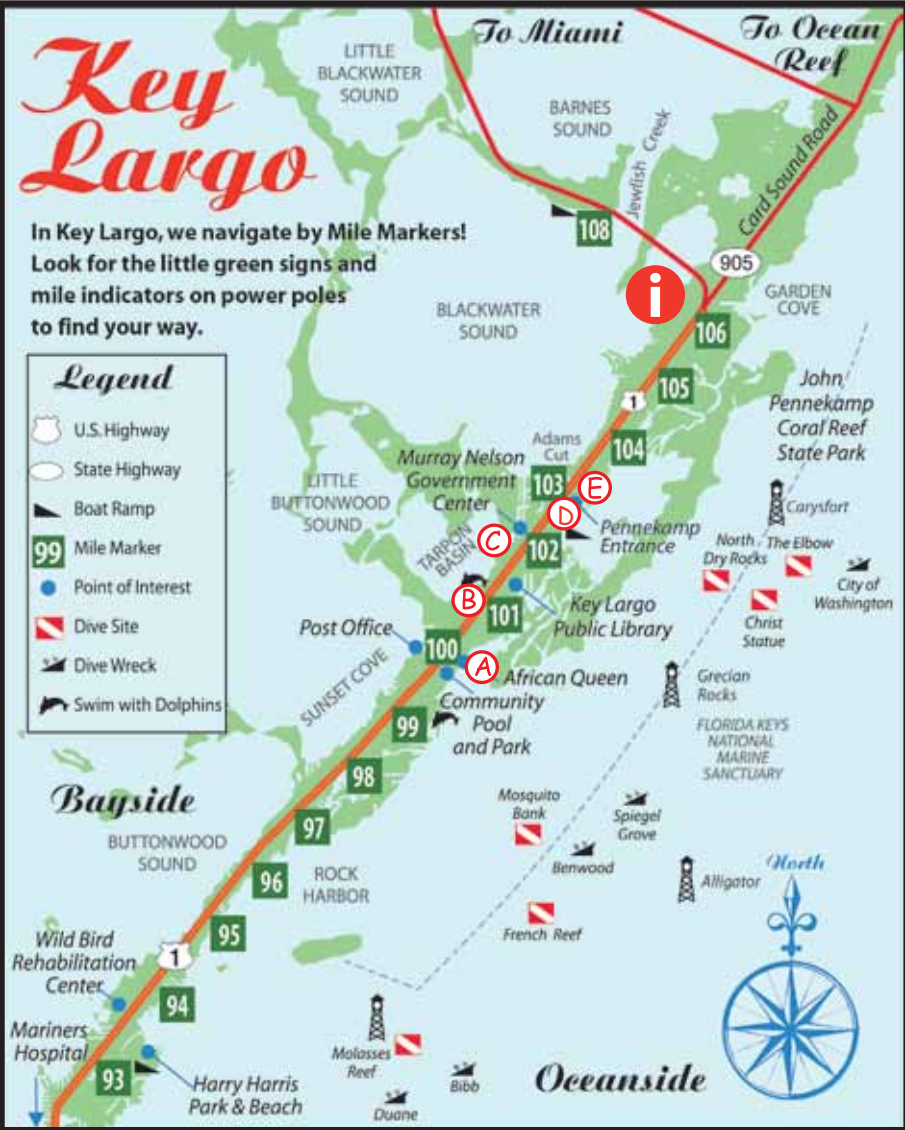 Key
Largo
To Miami
To Ocean
Reef
LITTLE
BLACKWATER
SOUND
BARNES
SOUND
Jewfish Creek
Card Sound Road
In Key Largo, we navigate by Mile Markers!
Look for the little green signs and
mile indicators on power poles
to find your way.
108
905
i
GARDEN
COVE
BLACKWATER
SOUND
106
105
1
104
John
Pennekamp
Coral Reef
State Park
Legend
U.S. Highway
State Highway
Boat Ramp
99
Mile Marker
Point of Interest
Dive Site
Dive Wreck
Swim with Dolphins
Adams
Cut
Murray Nelson
Government
Center
103
E
D
C
LITTLE
BUTTONWOOD
SOUND
TARPON
BASIN
102
Pennekamp
Entrance
Carysfort
North
Dry Rocks
The Elbow
City of
Washington
Christ
Statue
B
101
Key Largo
Public Library
Post Office
100
A
African Queen
SUNSET COVE
Community
Pool
and Park
99
Grecian
Rocks
FLORIDA KEYS
NATIONAL
MARINE
SANCTUARY
98
Bayside
97
BUTTONWOOD
SOUND
Mosquito
Bank
Spiegel
Grove
Benwood
96
ROCK
HARBOR
Alligator
North
French Reef
95
1
Wild Bird
Rehabilitation
Center
94
Mariners
Hospital
93
Harry Harris
Park & Beach
Molasses
Reef
Bibb
Duane
Oceanside